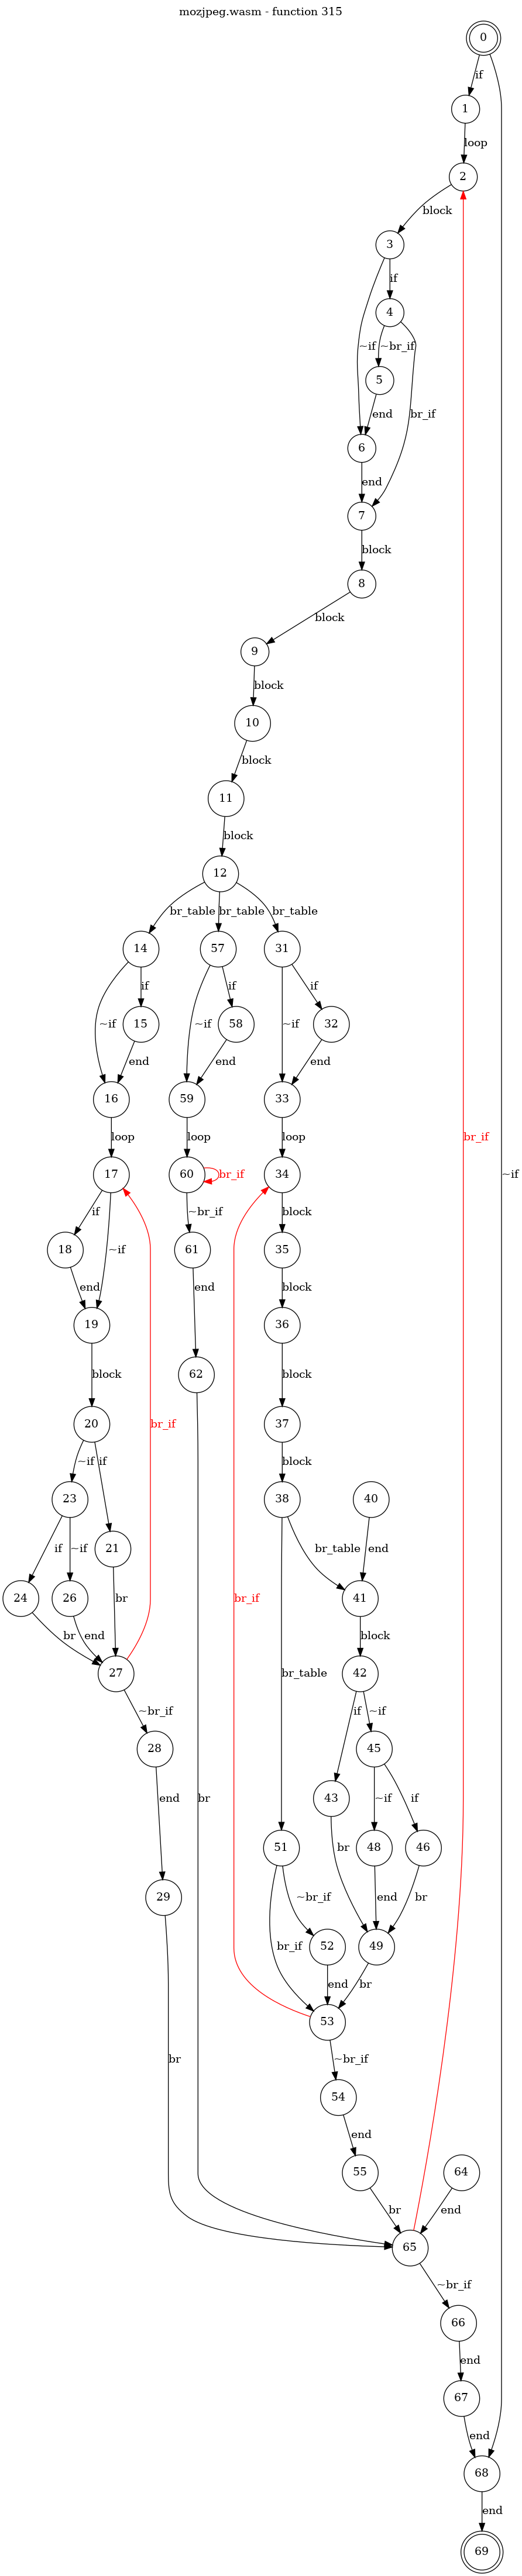 mozjpeg.wasm - function 315
0
if
1
loop
2
block
3
if
4
~if
~br_if
5
br_if
end
6
end
7
block
8
block
9
block
10
block
11
block
12
br_if
~if
br_table
br_table
br_table
14
57
31
~if
if
~if
if
~if
if
15
58
32
end
end
end
16
59
33
loop
loop
loop
17
60
br_if
34
if
~if
~br_if
block
18
61
35
end
end
block
19
62
36
block
block
20
br_if
37
~if
if
block
23
38
40
if
~if
21
br_table
end
24
26
br
br_if
41
br
end
br_table
block
27
42
~br_if
if
~if
28
45
end
br
43
~if
if
51
48
46
29
~br_if
br
end
br
br_if
52
49
br
end
br
53
~br_if
54
end
55
64
br
end
65
~br_if
66
end
67
end
68
end
69